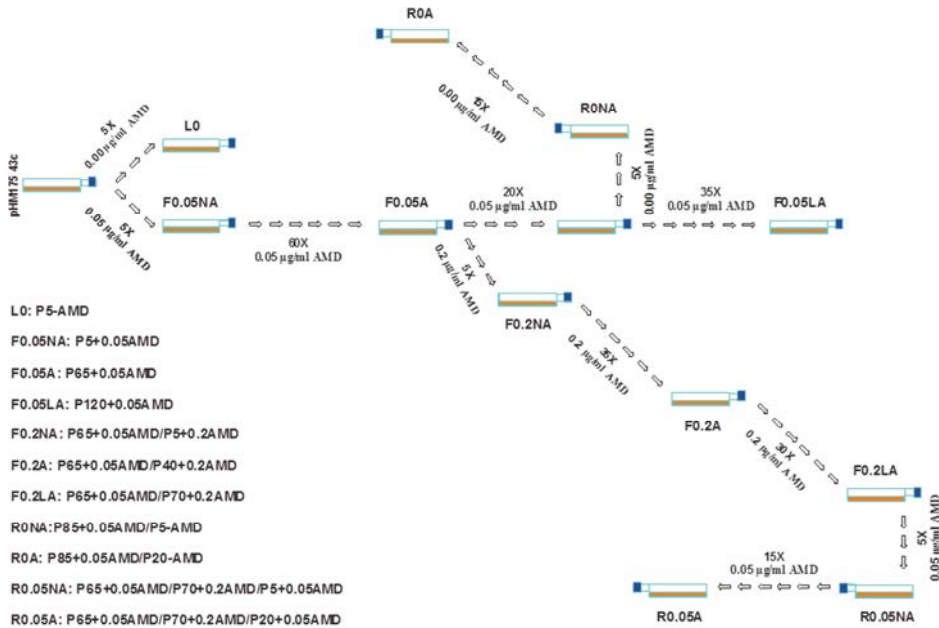 R0A
15X
0.00 µg/ml AMD
R0NA
5X
0.00 µg/ml AMD
L0
5X
0.00 µg/ml AMD
pHM175 43c
F0.05NA
5X
0.05 µg/ml AMD
60X
0.05 µg/ml AMD
F0.05A
20X
0.05 µg/ml AMD
35X
0.05 µg/ml AMD
F0.05LA
5X
0.2 µg/ml AMD
F0.2NA
35X
0.2 µg/ml AMD
F0.2A
30X
0.2 µg/ml AMD
F0.2LA
5X
0.05 µg/ml AMD
15X
0.05 µg/ml AMD
R0.05A
R0.05NA
L0: P5-AMD
F0.05NA: P5+0.05AMD
F0.05A: P65+0.05AMD
F0.05LA: P120+0.05AMD
F0.2NA: P65+0.05AMD/P5+0.2AMD
F0.2A: P65+0.05AMD/P40+0.2AMD
F0.2LA: P65+0.05AMD/P70+0.2AMD
R0NA:P85+0.05AMD/P5-AMD
R0A: P85+0.05AMD/P20-AMD
R0.05NA: P65+0.05AMD/P70+0.2AMD/P5+0.05AMD
R0.05A: P65+0.05AMD/P70+0.2AMD/P20+0.05AMD